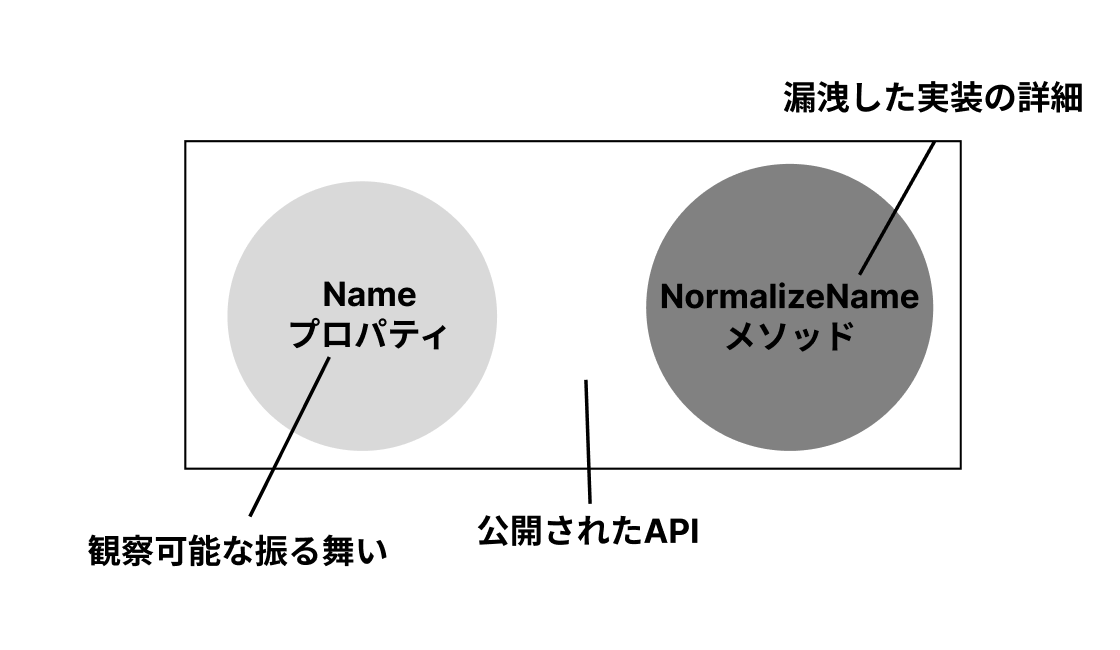 漏洩した実装の詳細
Name
プロパティ
NormalizeName
メソッド
観察可能な振る舞い
公開されたAPI